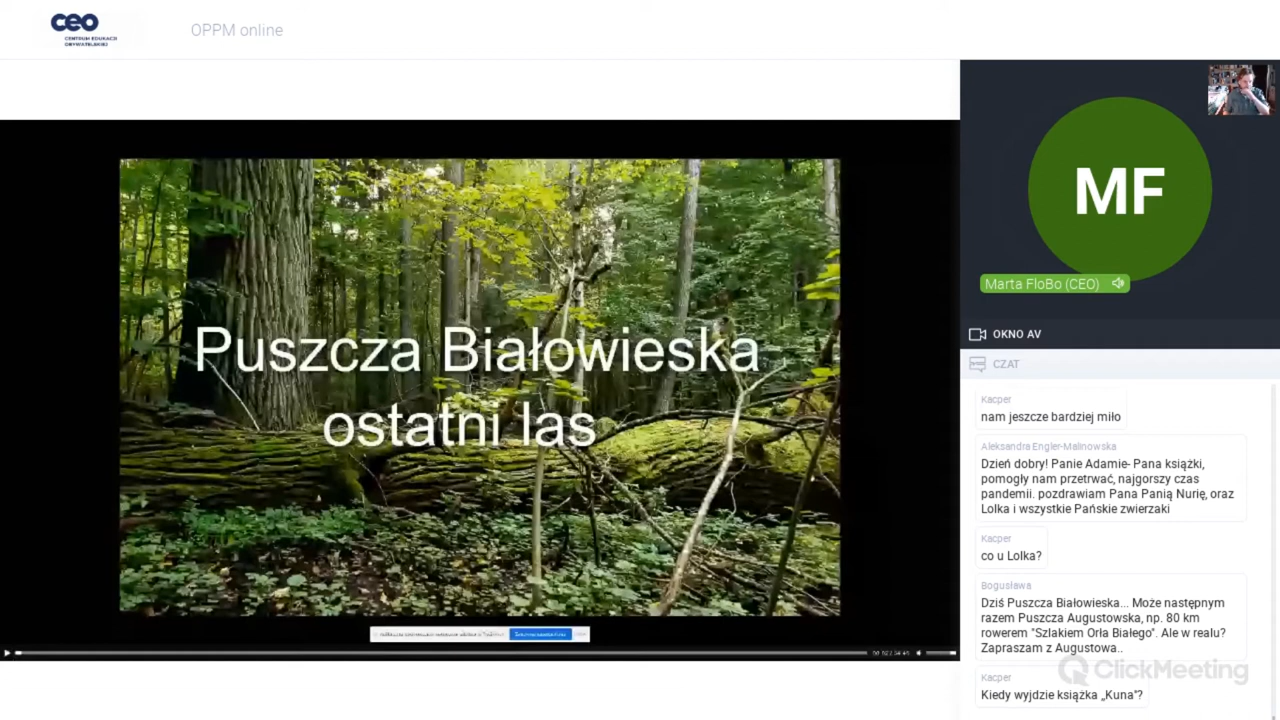 ceo
CENTRUM EDUKACJI
OBYWATELSKIEJ
OPPM online
Puszcza Białowieska
ostatni las
MF
Marta FloBo (CEO)
OKNO AV
CZAT
Kacper
nam jeszcze bardziej miło
Aleksandra Engler-Malinowska
Dzień dobry! Panie Adamie- Pana książki,
pomogły nam przetrwać, najgorszy czas
pandemii. pozdrawiam Pana Panią Nurię, oraz
Lolka i wszystkie Pańskie zwierzaki
Kacper
co u Lolka?
Bogusława
Dziś Puszcza Białowieska... Może następnym
razem Puszcza Augustowska, np. 80 km
rowerem "Szlakiem Orła Białego". Ale w realu?
Zapraszam z Augustowa..
ClickMeeting
Kacper
Kiedy wyjdzie książka „Kuna"?